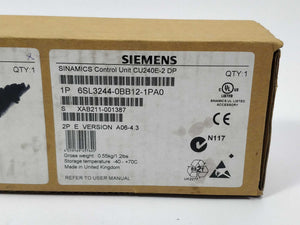 SIEMENS
SINAMICS Control Unit CU240E-2 DP
QTY:1
QTY:1
1P 6SL3244-0BB12-1PA0
S XAB211-001387
2P E VERSION A06-4.3
N117
Gross weight: 0.55kg/1.2lbs
Storage temperature -40 - +70C
Made in United Kingdom
REFER TO USER MANUAL